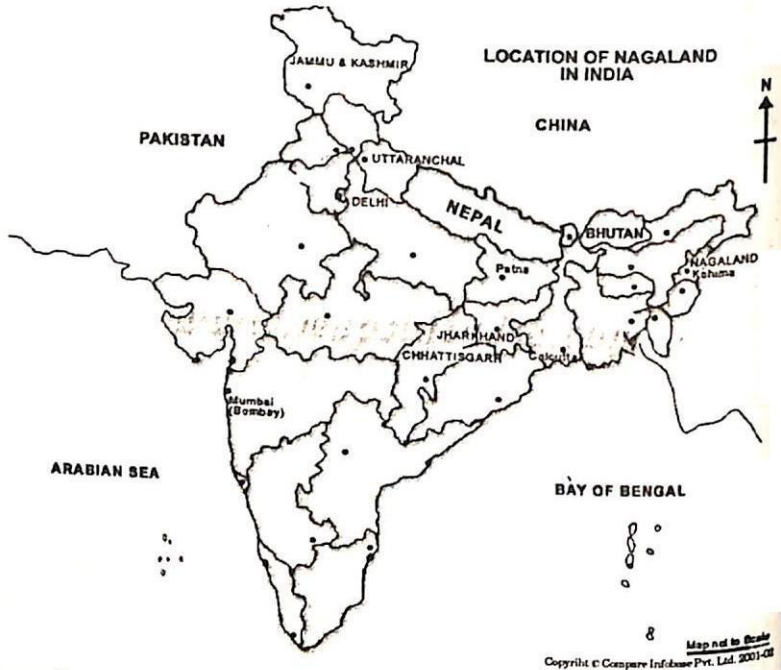 LOCATION OF NAGALAND
IN INDIA
N
JAMMU & KASHMIR
CHINA
PAKISTAN
UTTARANCHAL
DELHI
NEPAL
BHUTAN
NAGALAND
Kohima
Patna
JHARKHAND
CHHATTISGARH
Calcutta
Mumbai
(Bombay)
ARABIAN SEA
BAY OF BENGAL
Map not to Scale
Copyriht © Compare Infobase Pvt. Ltd. 2001-02